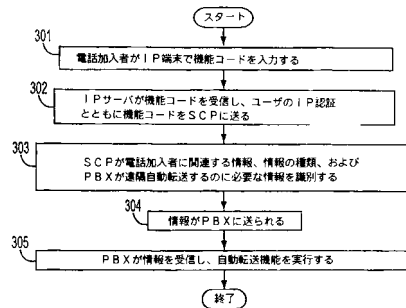 スタート
301
電話加入者がIP端末で機能コードを入力する
302
IPサーバが機能コードを受信し、ユーザのIP認証
とともに機能コードをSCPに送る
303
SCPが電話加入者に関連する情報、情報の種類、および
PBXが遠隔自動転送するのに必要な情報を識別する
304
情報がPBXに送られる
305
PBXが情報を受信し、自動転送機能を実行する
終了